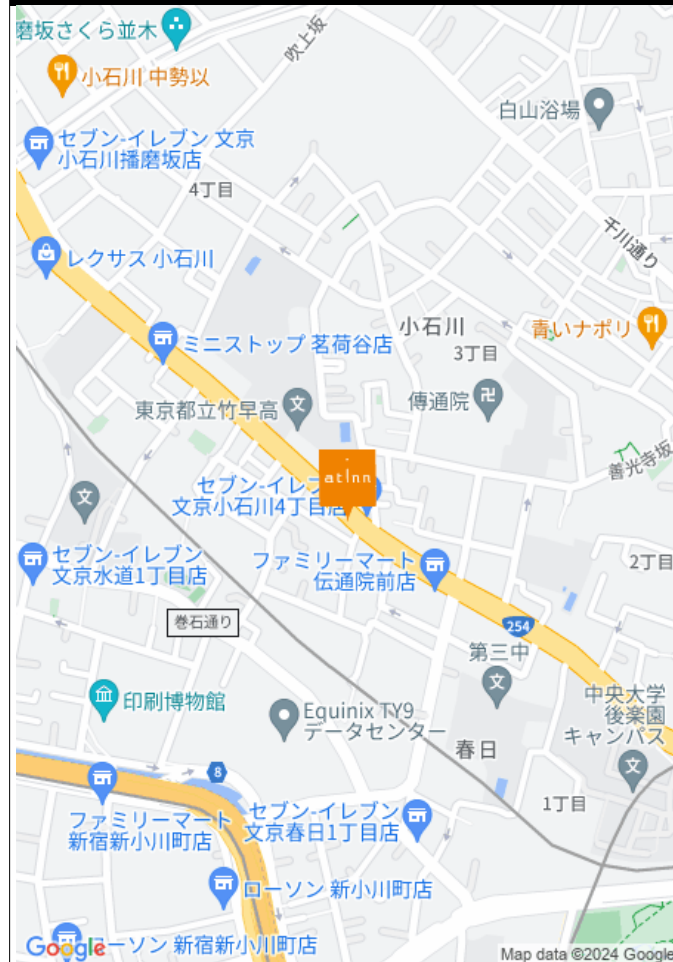 磨坂さくら並木
吹上坂
小石川 中勢以
白山浴場
セブン-イレブン 文京
小石川播磨坂店
4丁目
千川通り
レクサス 小石川
小石川
青いナポリ
ミニストップ 茗荷谷店
3丁目
東京都立竹早高
文
傳通院
善光寺坂
atInn
セブン-イレブ
文京小石川4丁目店
文
セブン-イレブン
文京水道1丁目店
ファミリーマート
伝通院前店
2丁目
巻石通り
254
第三中
文
印刷博物館
中央大学
後楽園
キャンパス
文
Equinix TY9
データセンター
春日
8
1丁目
ファミリーマート
新宿新小川町店
セブン-イレブン
文京春日1丁目店
ローソン 新小川町店
Google
ローソン 新宿新小川町店
Map data ©2024 Google